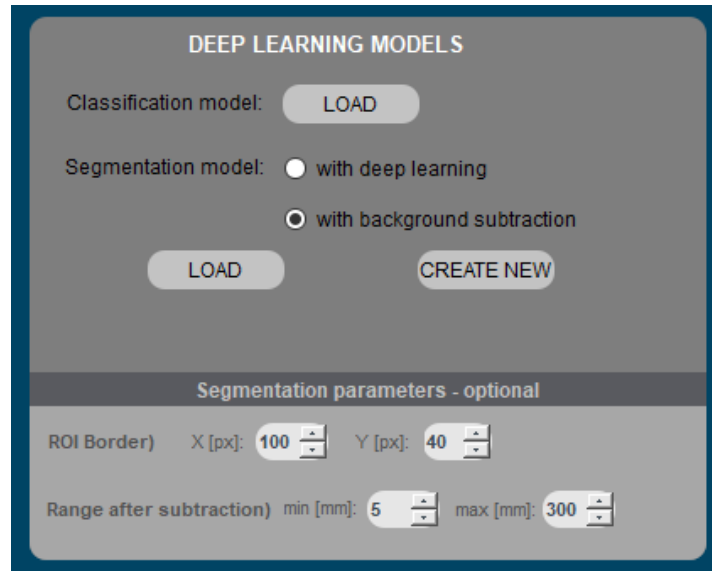 DEEP LEARNING MODELS
Classification model: LOAD
Segmentation model: with deep learning
with background subtraction
LOAD CREATE NEW
Segmentation parameters - optional
ROI Border) X [px]: 100 Y [px]: 40
Range after subtraction) min [mm]: 5 max [mm]: 300